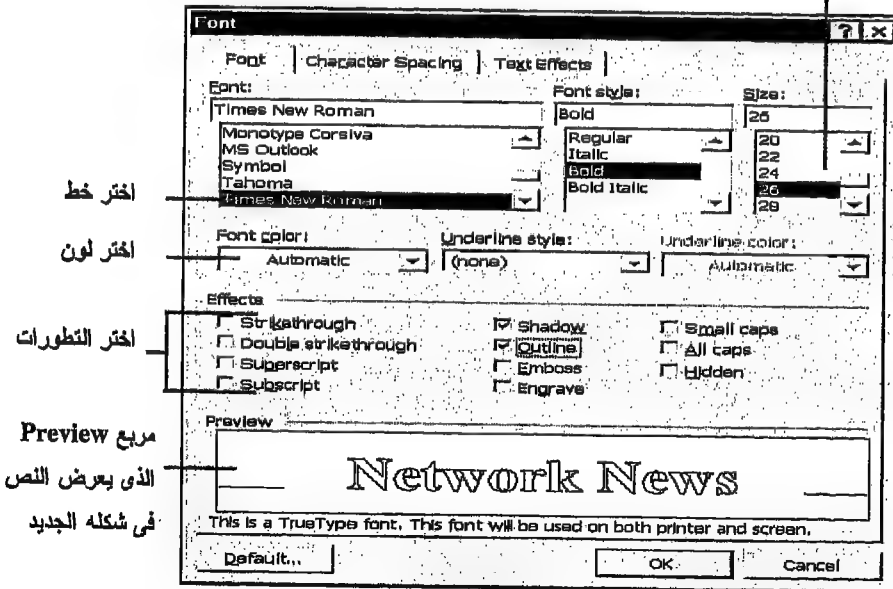 Font
Font Character Spacing Text Effects
Font: Font style: Size:
Times New Roman Bold 26
Monotype Corsiva Regular 20
MS Outlook Italic 22
Symbol Bold 24
Tahoma Bold Italic 26
Times New Roman 28
اختر خط
Font color: Underline style: Underline color:
اختر لون
Automatic (none) Automatic
Effects
Strikethrough Shadow Small caps
Double strikethrough Outline All caps
اختر التطورات
Superscript Emboss Hidden
Subscript Engrave
Preview
مربع Preview
الذى يعرض النص
فى شكله الجديد
Network News
This is a TrueType font. This font will be used on both printer and screen.
Default... OK Cancel